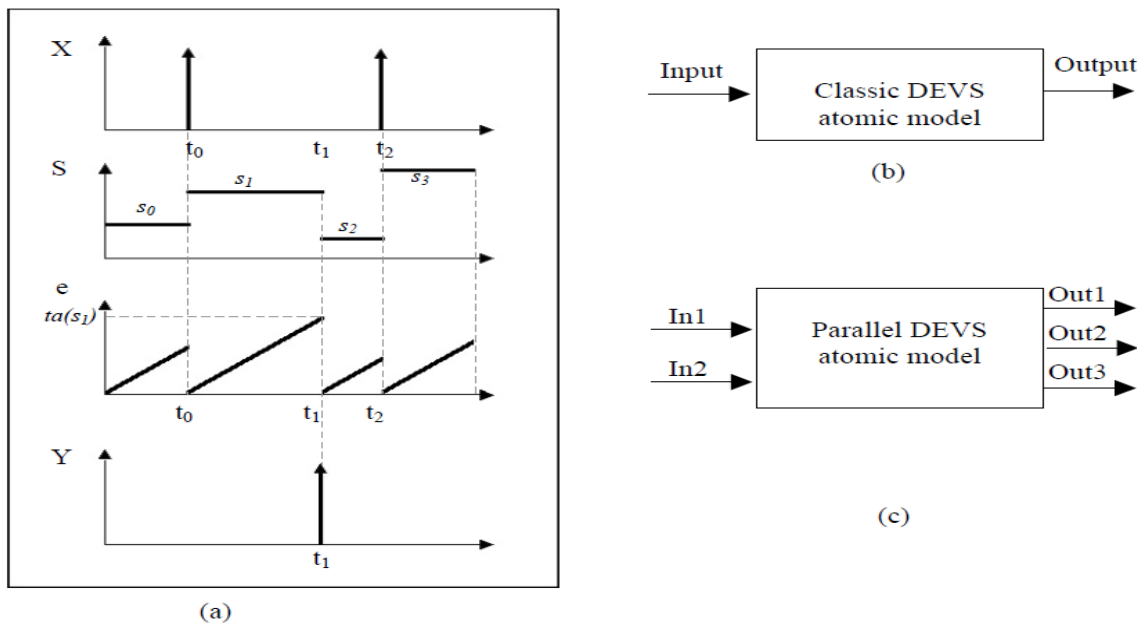 X
t0 t1 t2
S
s0 s1 s2 s3
e
ta(s1)
t0 t1 t2
Y
t1
(a)
Input
Classic DEVS
atomic model
Output
(b)
In1
In2
Parallel DEVS
atomic model
Out1
Out2
Out3
(c)